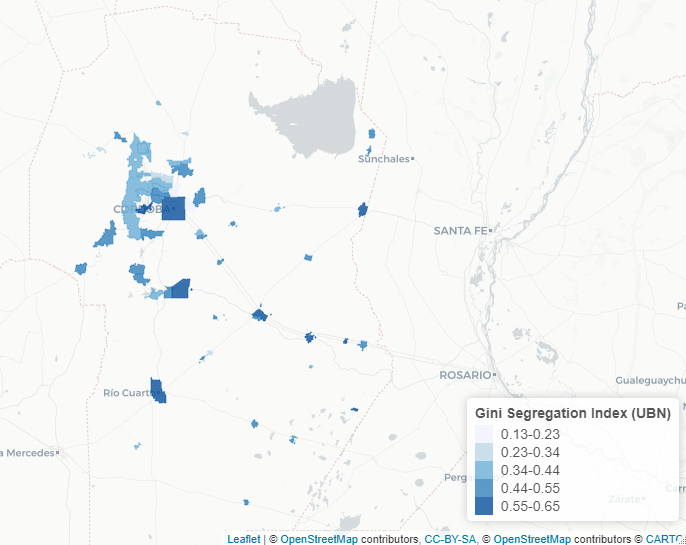 Sunchales
CÓRDOBA
SANTA FE
ROSARIO
Río Cuarto
Gualeguaychu
a Mercedes
Perga
Zárate
Gini Segregation Index (UBN)
0.13-0.23
0.23-0.34
0.34-0.44
0.44-0.55
0.55-0.65
Leaflet | © OpenStreetMap contributors, CC-BY-SA, © OpenStreetMap contributors © CARTO